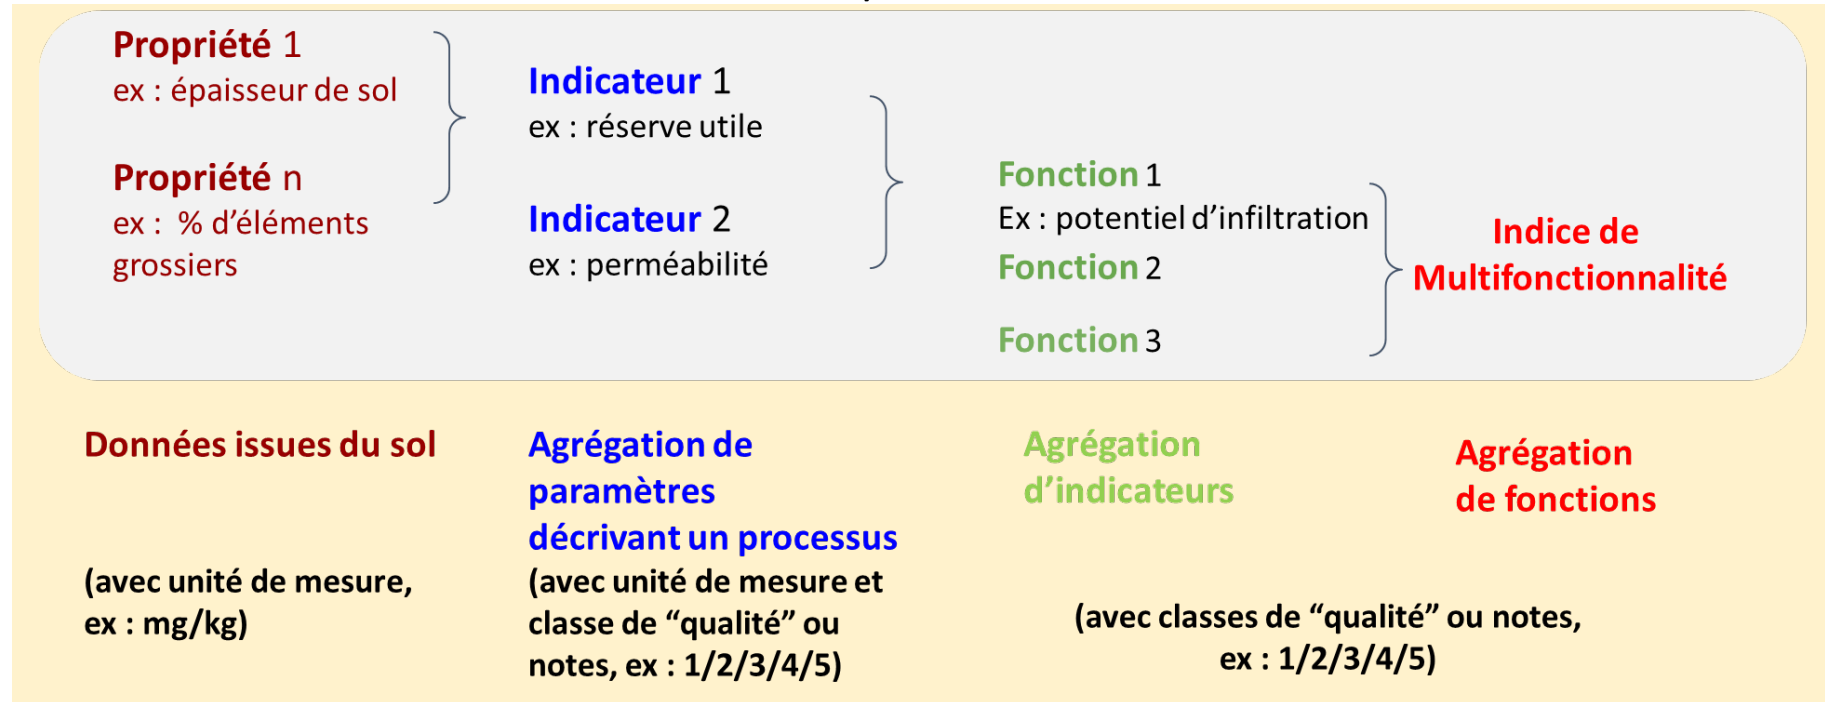 Propriété 1
ex : épaisseur de sol
Propriété n
ex :  % d'éléments
grossiers
Indicateur 1
ex : réserve utile
Indicateur 2
ex : perméabilité
Fonction 1
Ex : potentiel d'infiltration
Fonction 2
Fonction 3
Indice de
Multifonctionnalité
Données issues du sol
(avec unité de mesure,
ex : mg/kg)
Agrégation de
paramètres
décrivant un processus
(avec unité de mesure et
classe de “qualité” ou
notes, ex : 1/2/3/4/5)
Agrégation
d'indicateurs
Agrégation
de fonctions
(avec classes de “qualité” ou notes,
ex : 1/2/3/4/5)